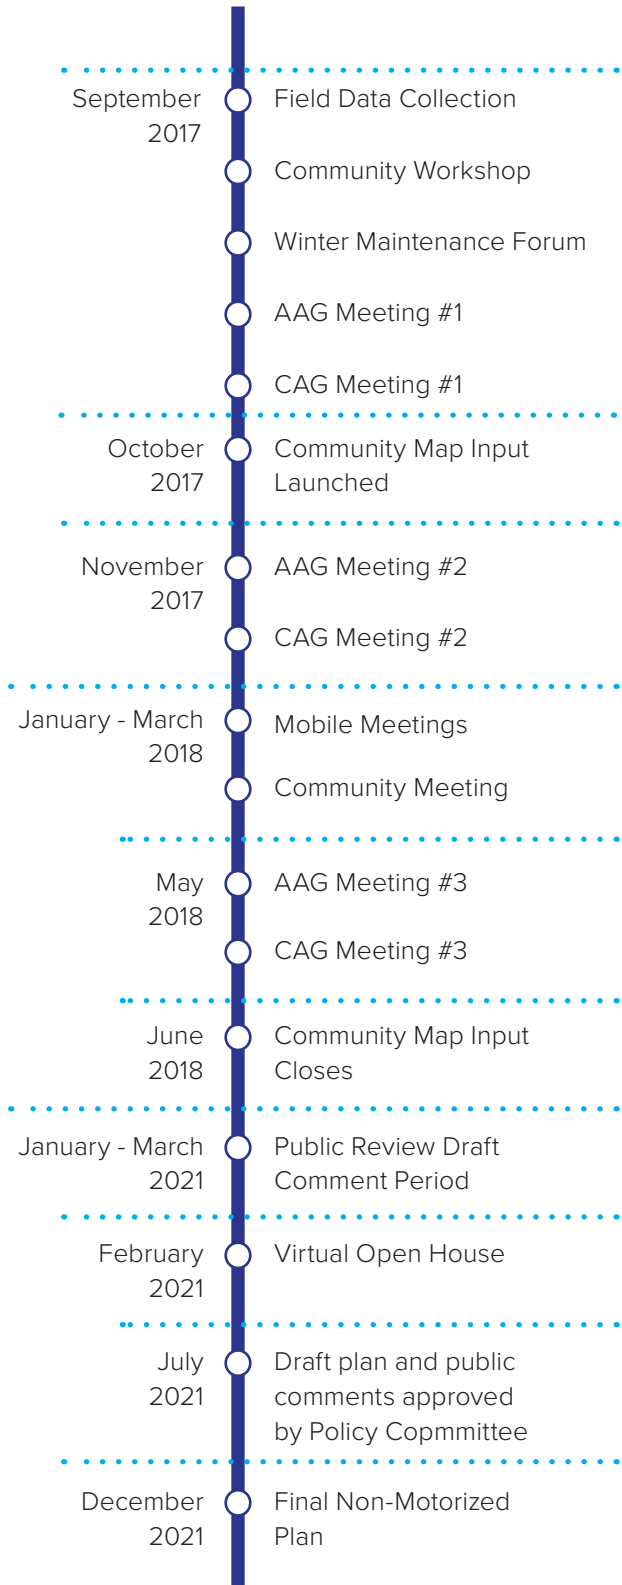 September
2017
Field Data Collection
Community Workshop
Winter Maintenance Forum
AAG Meeting #1
CAG Meeting #1
October
2017
Community Map Input
Launched
November
2017
AAG Meeting #2
CAG Meeting #2
January - March
2018
Mobile Meetings
Community Meeting
May
2018
AAG Meeting #3
CAG Meeting #3
June
2018
Community Map Input
Closes
January - March
2021
Public Review Draft
Comment Period
February
2021
Virtual Open House
July
2021
Draft plan and public
comments approved
by Policy Copmmittee
December
2021
Final Non-Motorized
Plan